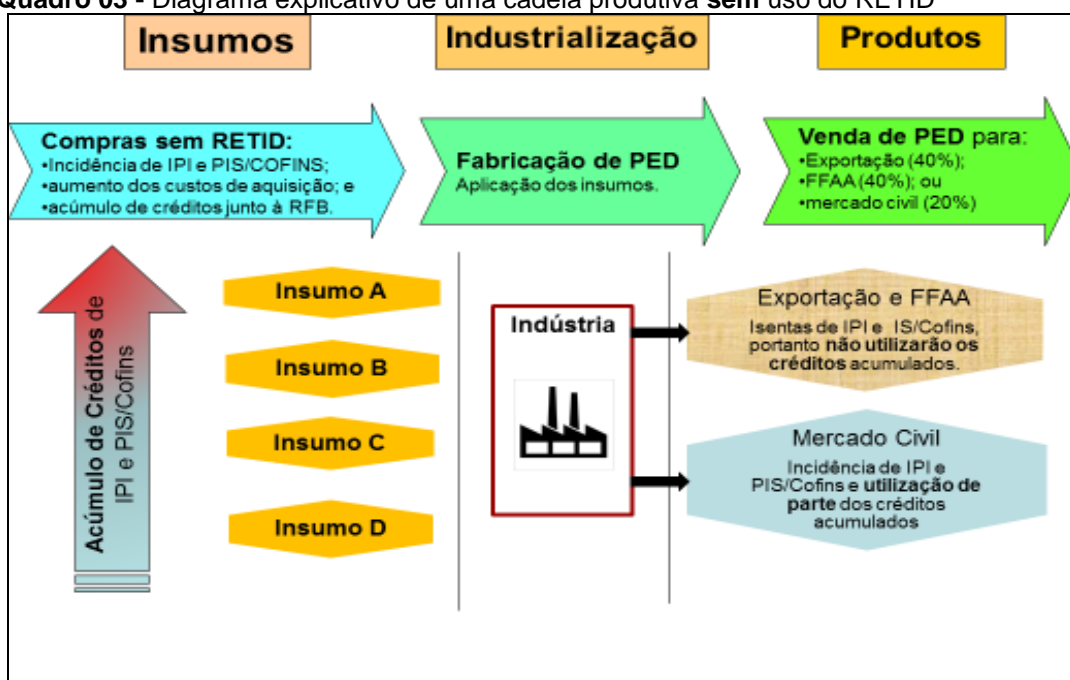 Quadro 03 - Diagrama explicativo de uma cadeia produtiva sem uso do RETID
Insumos
Industrialização
Produtos
Compras sem RETID:
•Incidência de IPI e PIS/COFINS;
•aumento dos custos de aquisição; e
•acúmulo de créditos junto à RFB.
Fabricação de PED
Aplicação dos insumos.
Venda de PED para:
•Exportação (40%);
•FFAA (40%); ou
•mercado civil (20%)
Acúmulo de Créditos de
IPI e PIS/Cofins
Insumo A
Insumo B
Insumo C
Insumo D
Indústria
Exportação e FFAA
Isentas de IPI e IS/Cofins,
portanto não utilizarão os
créditos acumulados.
Mercado Civil
Incidência de IPI e
PIS/Cofins e utilização de
parte dos créditos
acumulados